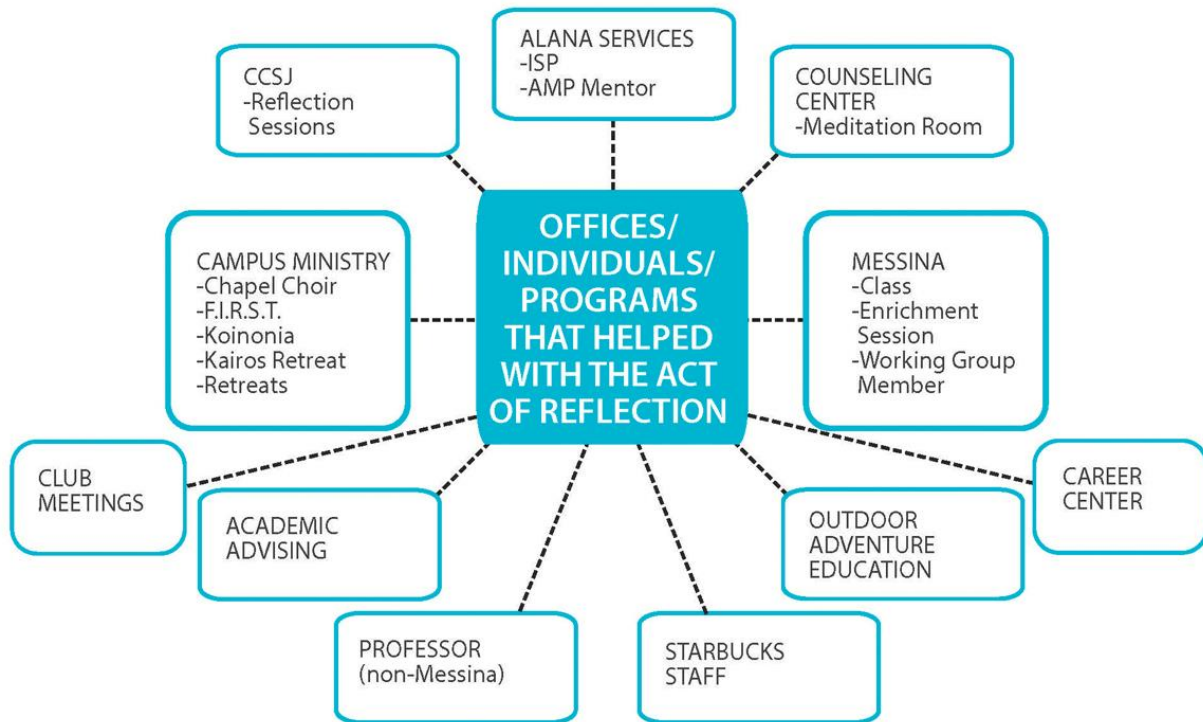 ALANA SERVICES
-ISP
-AMP Mentor
CCSJ
-Reflection
Sessions
COUNSELING
CENTER
-Meditation Room
OFFICES/
INDIVIDUALS/
PROGRAMS
THAT HELPED
WITH THE ACT
OF REFLECTION
CAMPUS MINISTRY
-Chapel Choir
-F.I.R.S.T.
-Koinonia
-Kairos Retreat
-Retreats
MESSINA
-Class
-Enrichment
Session
-Working Group
Member
CLUB
MEETINGS
ACADEMIC
ADVISING
PROFESSOR
(non-Messina)
STARBUCKS
STAFF
OUTDOOR
ADVENTURE
EDUCATION
CAREER
CENTER